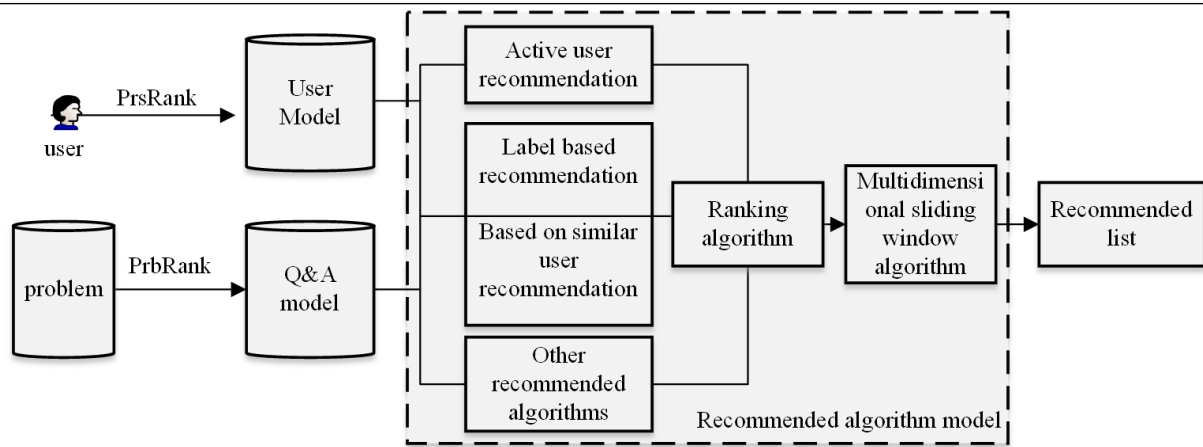 user
PrsRank
User
Model
problem
PrbRank
Q&A
model
Active user
recommendation
Label based
recommendation
Based on similar
user
recommendation
Other
recommended
algorithms
Ranking
algorithm
Multidimensi
onal sliding
window
algorithm
Recommended algorithm model
Recommended
list